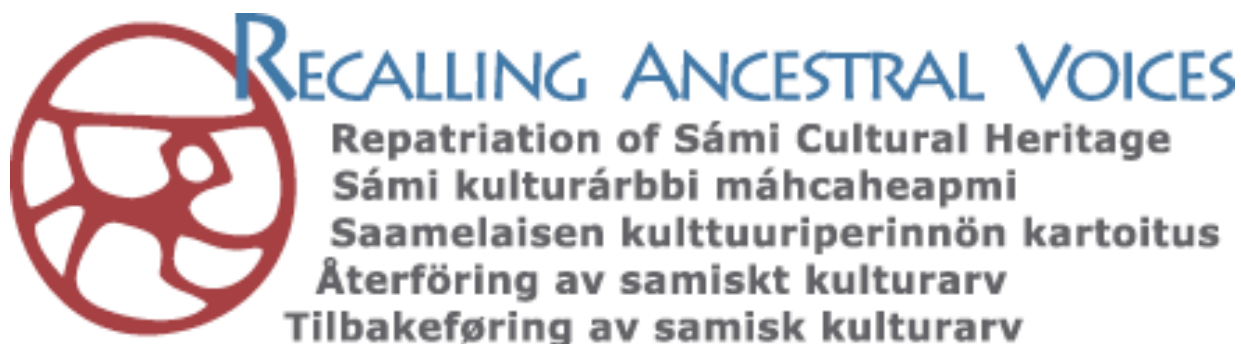 RECALLING ANCESTRAL VOICES
Repatriation of Sámi Cultural Heritage
Sámi kulturárbbi máhcaheapmi
Saamelaisen kulttuuriperinnön kartoitus
Återföring av samiskt kulturarv
Tilbakeføring av samisk kulturarv